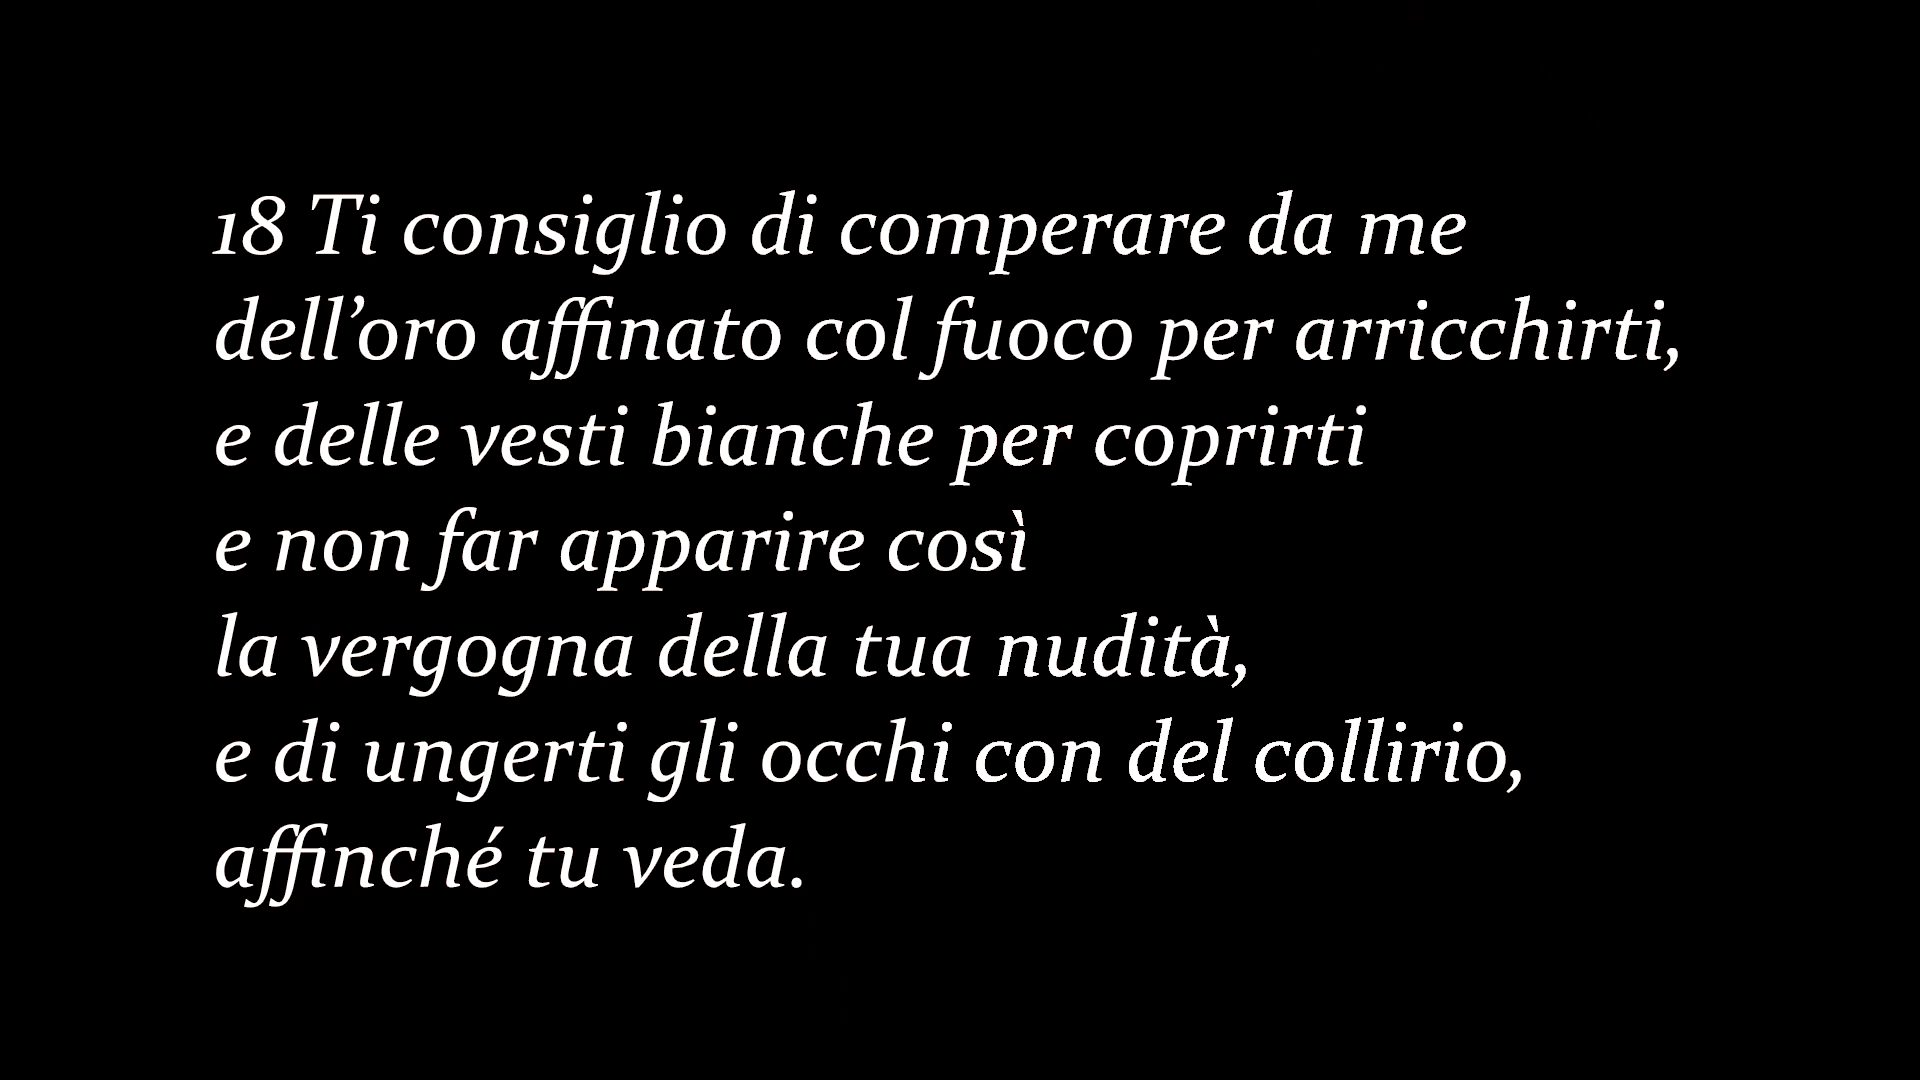 18 Ti consiglio di comperare da me
dell’oro affinato col fuoco per arricchirti,
e delle vesti bianche per coprirti
e non far apparire così
la vergogna della tua nudità,
e di ungerti gli occhi con del collirio,
affinché tu veda.